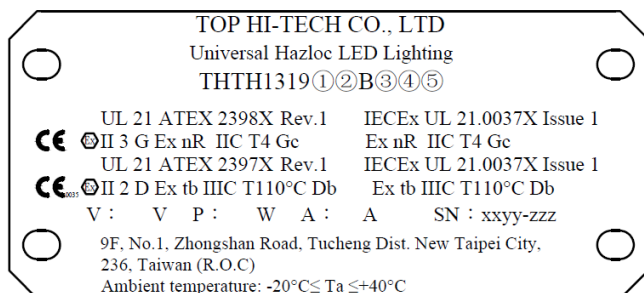 TOP HI-TECH CO., LTD
Universal Hazloc LED Lighting
THTH1319①②B③④⑤
UL 21 ATEX 2398X Rev.1 IECEx UL 21.0037X Issue 1
CE Ex II 3 G Ex nR IIC T4 Gc Ex nR IIC T4 Gc
UL 21 ATEX 2397X Rev.1 IECEx UL 21.0037X Issue 1
CE 0035 Ex II 2 D Ex tb IIIC T110°C Db Ex tb IIIC T110°C Db
V： V P： W A： A SN：xxyy-zzz
9F, No.1, Zhongshan Road, Tucheng Dist. New Taipei City,
236, Taiwan (R.O.C)
Ambient temperature: -20°C≤ Ta ≤+40°C